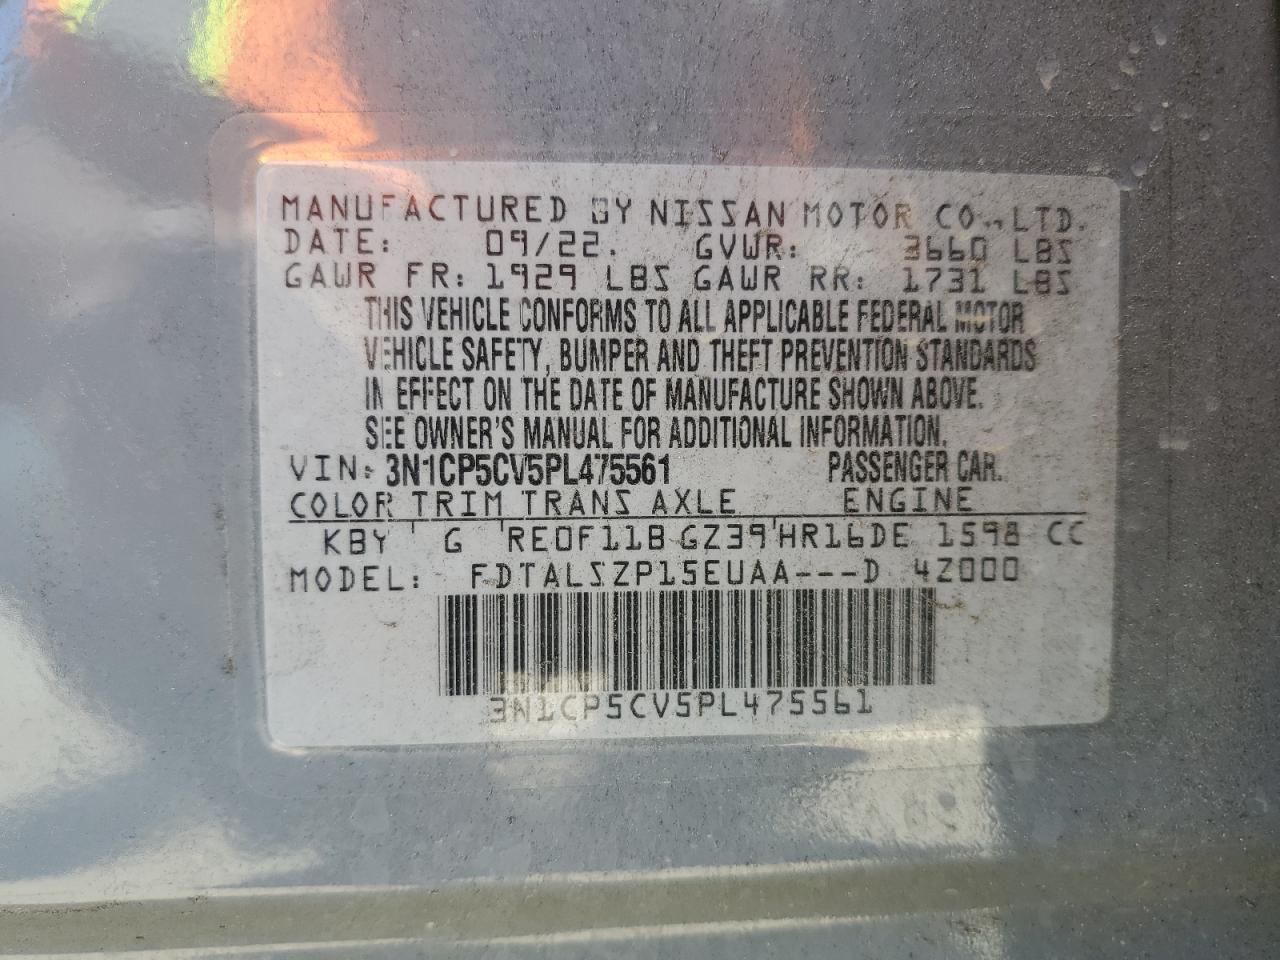 MANUFACTURED BY NISSAN MOTOR CO., LTD.
DATE: 09/22. GVWR: 3660 LBS
GAWR FR: 1929 LBS GAWR RR: 1731 LBS
THIS VEHICLE CONFORMS TO ALL APPLICABLE FEDERAL MOTOR
VEHICLE SAFETY, BUMPER AND THEFT PREVENTION STANDARDS
IN EFFECT ON THE DATE OF MANUFACTURE SHOWN ABOVE.
SEE OWNER'S MANUAL FOR ADDITIONAL INFORMATION.
VIN: 3N1CP5CV5PL475561 PASSENGER CAR.
COLOR TRIM TRANS AXLE ENGINE
KBY G RE0F11B GZ39 HR16DE 1598 CC
MODEL: FDTALSZP15EUAA---D 4Z000
3N1CP5CV5PL475561